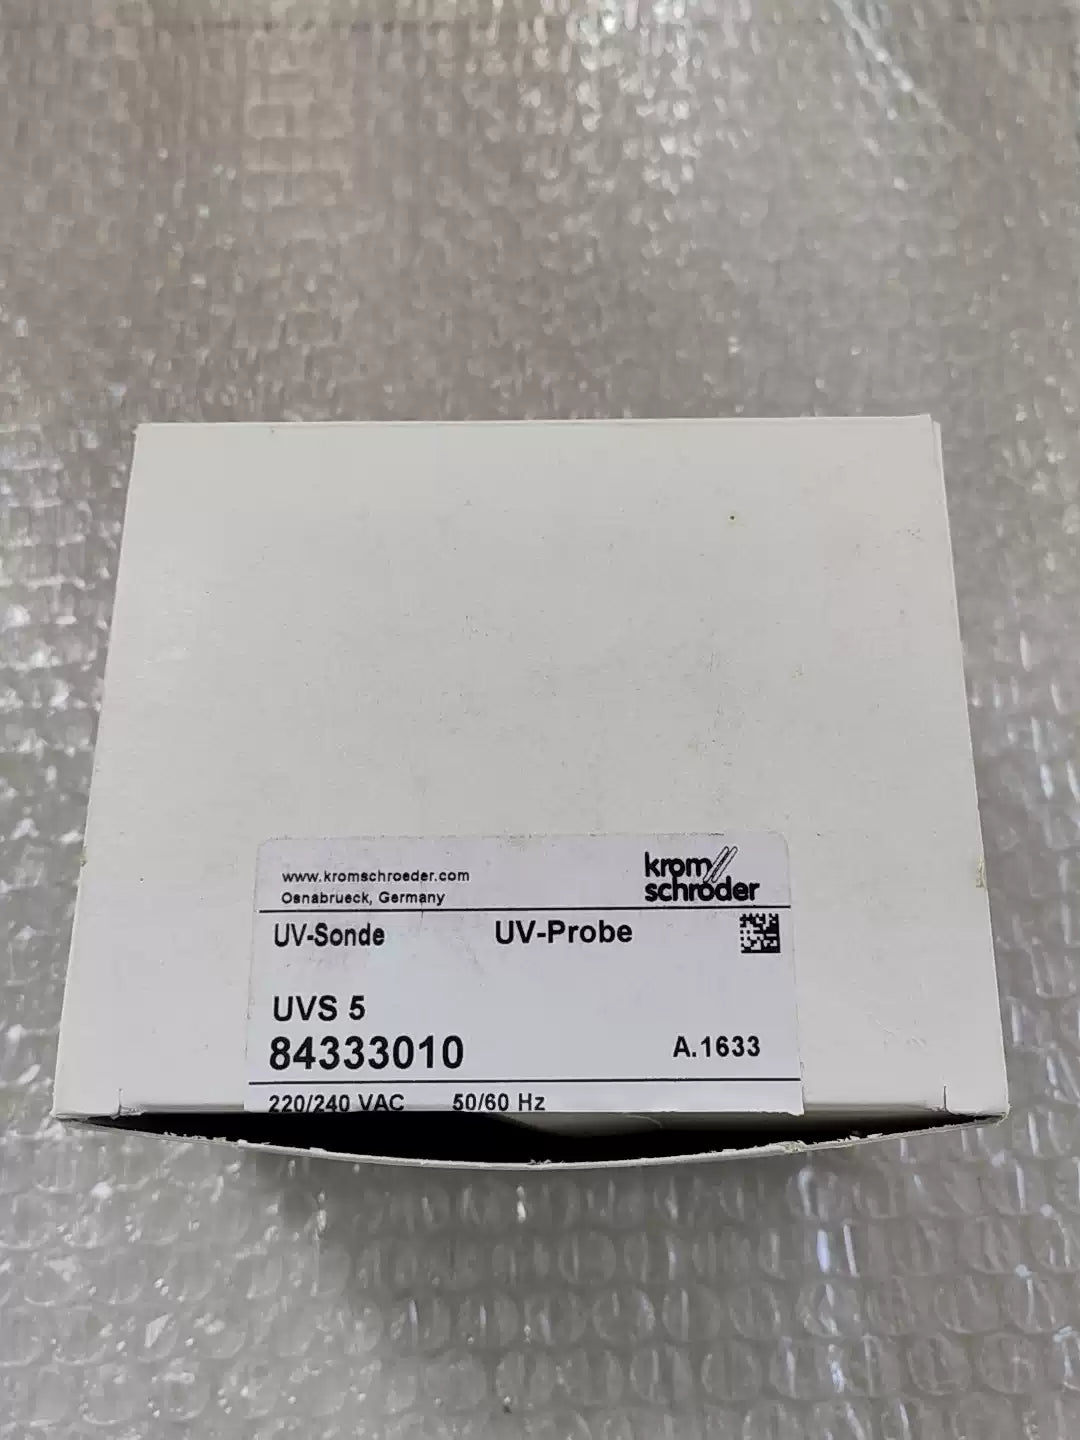 www.kromschroeder.com
Osnabrueck, Germany
krom
schröder
UV-Sonde UV-Probe
UVS 5
84333010 A.1633
220/240 VAC 50/60 Hz